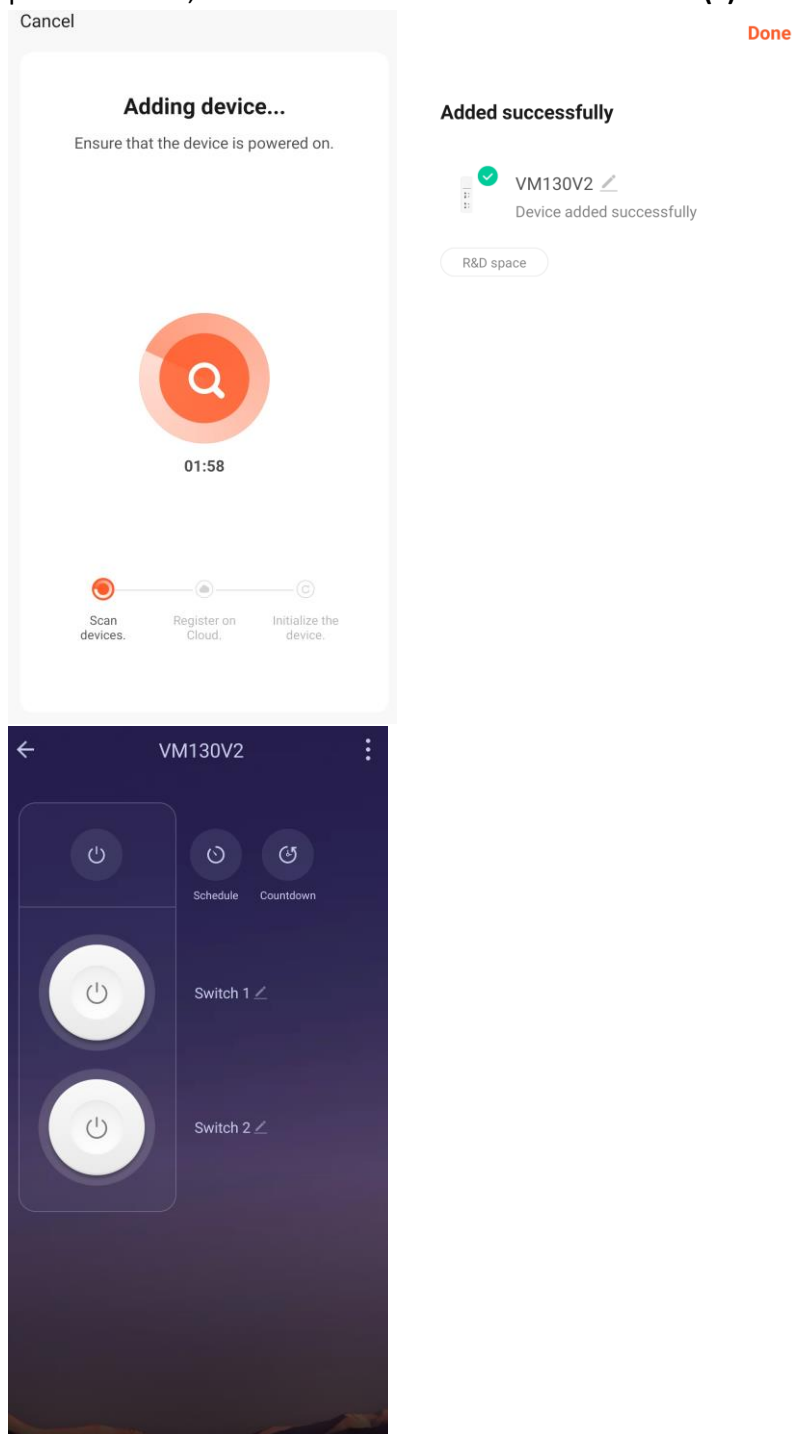 Cancel
Adding device...
Ensure that the device is powered on.
01:58
Scan
devices.
Register on
Cloud.
Initialize the
device.
Done
Added successfully
VM130V2
Device added successfully
R&D space
VM130V2
Schedule
Countdown
Switch 1
Switch 2